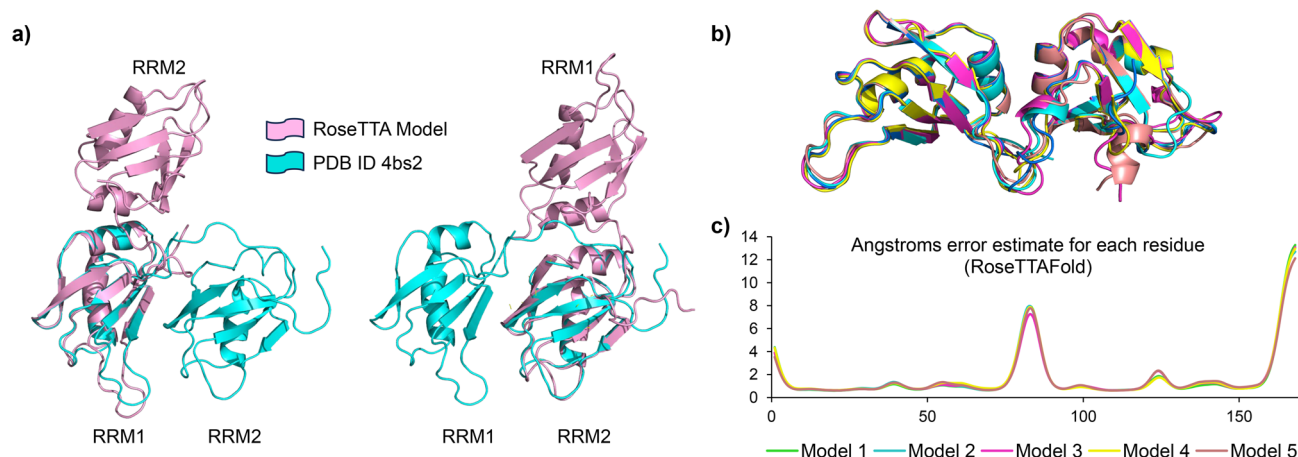 a)
RRM2
RRM1
RoseTTA Model
PDB ID 4bs2
RRM1
RRM2
RRM1
RRM2
b)
c)
Angstroms error estimate for each residue
(RoseTTAFold)
14
12
10
8
6
4
2
0
0
50
100
150
Model 1
Model 2
Model 3
Model 4
Model 5